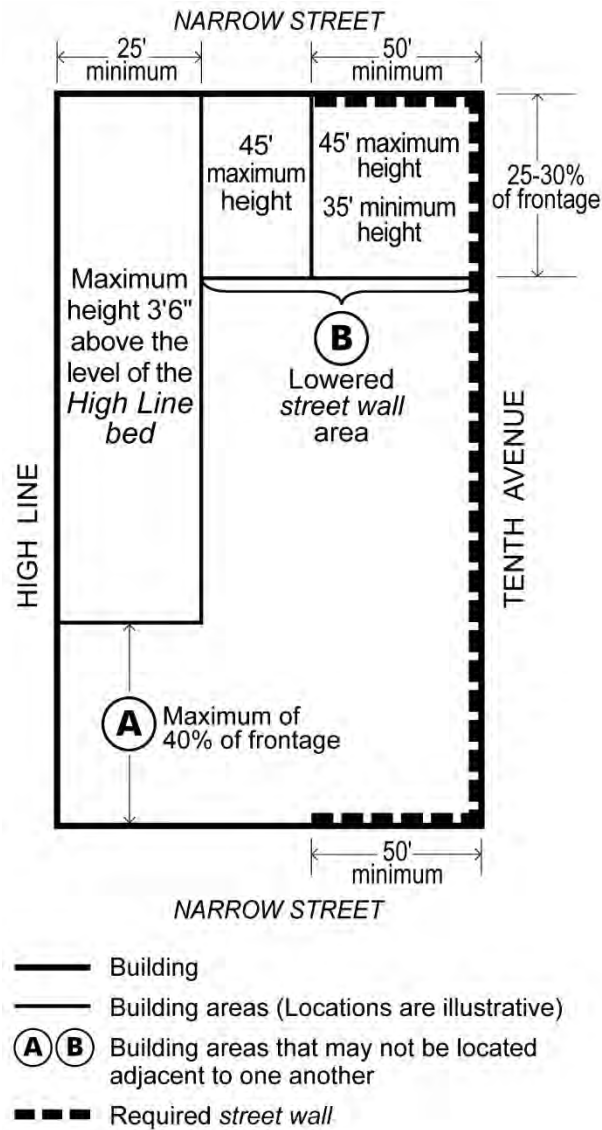 NARROW STREET
25'
minimum
50'
minimum
45'
maximum
height
45' maximum
height
35' minimum
height
25-30%
of frontage
Maximum
height 3'6"
above the
level of the
High Line
bed
B
Lowered
street wall
area
HIGH LINE
TENTH AVENUE
A
Maximum of
40% of frontage
50'
minimum
NARROW STREET
Building
Building areas (Locations are illustrative)
A B Building areas that may not be located
adjacent to one another
Required street wall